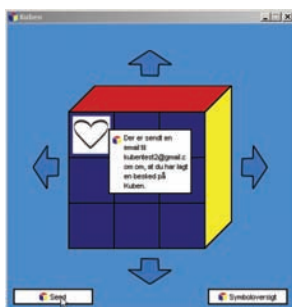 Kuben
Der er sendt en
email til
kubentest2@gmail.c
om om, at du har lagt
en besked på
Kuben.
Send
Symboloversigt